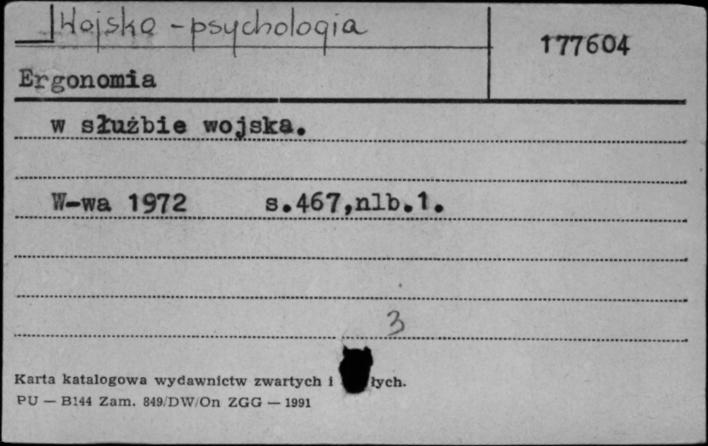 Wojsko - psychologia
177604
Ergonomia
w służbie wojska.
W-wa 1972 s.467,nlb.1.
3
Karta katalogowa wydawnictw zwartych i łych.
PU — B144 Zam. 849/DW/On ZGG — 1991